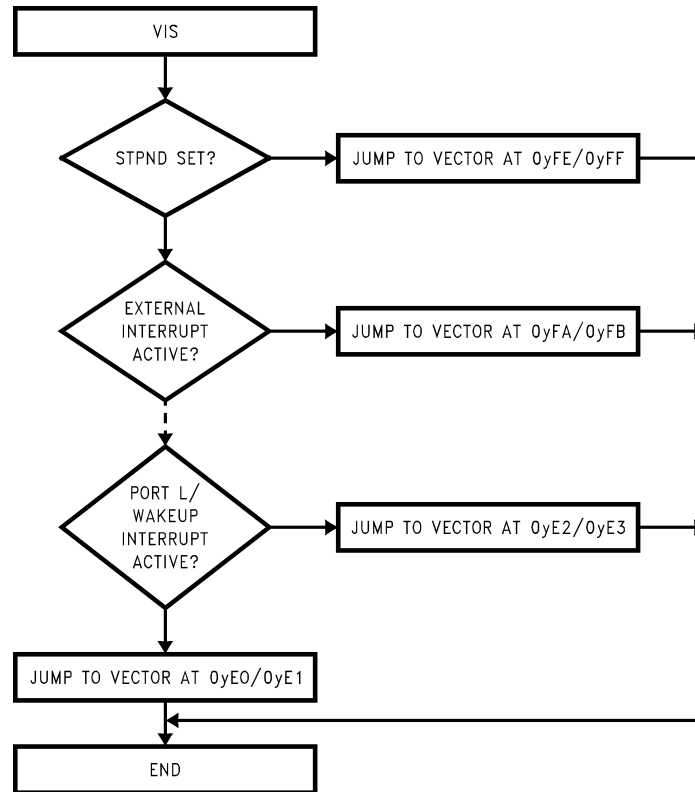 VIS
STPND SET?
JUMP TO VECTOR AT 0yFE/0yFF
EXTERNAL
INTERRUPT
ACTIVE?
JUMP TO VECTOR AT 0yFA/0yFB
PORT L/
WAKEUP
INTERRUPT
ACTIVE?
JUMP TO VECTOR AT 0yE2/0yE3
JUMP TO VECTOR AT 0yE0/0yE1
END